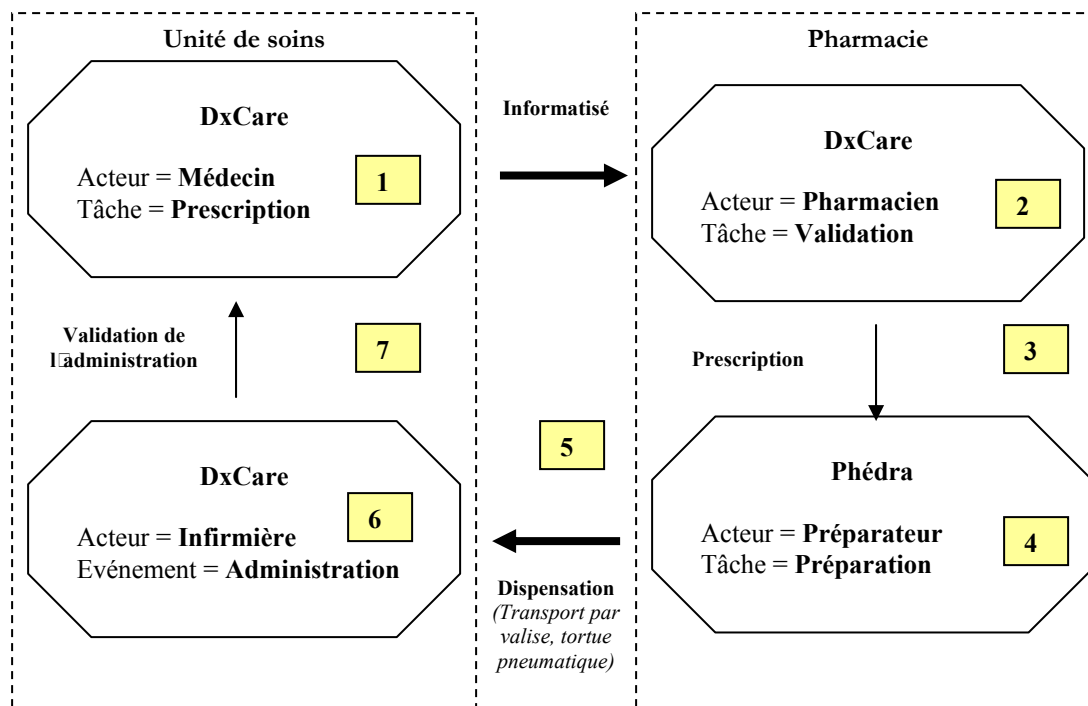 Unité de soins
DxCare
Acteur = Médecin
Tâche = Prescription
1
Informatisé
Pharmacie
DxCare
Acteur = Pharmacien
Tâche = Validation
2
Validation de
l administration
7
Prescription
3
5
DxCare
Acteur = Infirmière
Evénement = Administration
6
Dispensation
(Transport par
valise, tortue
pneumatique)
Phédra
Acteur = Préparateur
Tâche = Préparation
4